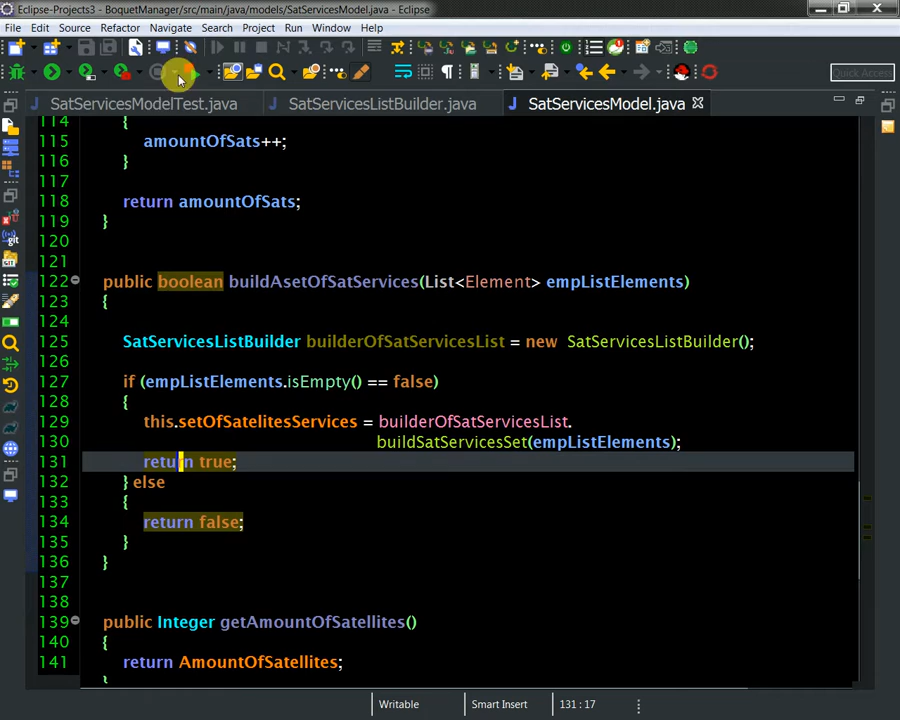 Eclipse-Projects3 - BoquetManager/src/main/java/models/SatServicesModel.java - Eclipse
File Edit Source Refactor Navigate Search Project Run Window Help
Quick Access
SatServicesModelTest.java SatServicesListBuilder.java SatServicesModel.java
114 {
115 amountOfSats++;
116 }
117
118 return amountOfSats;
119 }
120
121
122 public boolean buildAsetOfSatServices(List<Element> empListElements)
123 {
124
125 SatServicesListBuilder builderOfSatServicesList = new SatServicesListBuilder();
126
127 if (empListElements.isEmpty() == false)
128 {
129 this.setOfSatelitesServices = builderOfSatServicesList.
130 buildSatServicesSet(empListElements);
131 return true;
132 } else
133 {
134 return false;
135 }
136 }
137
138
139 public Integer getAmountOfSatellites()
140 {
141 return AmountOfSatellites;
}
Writable Smart Insert 131 : 17